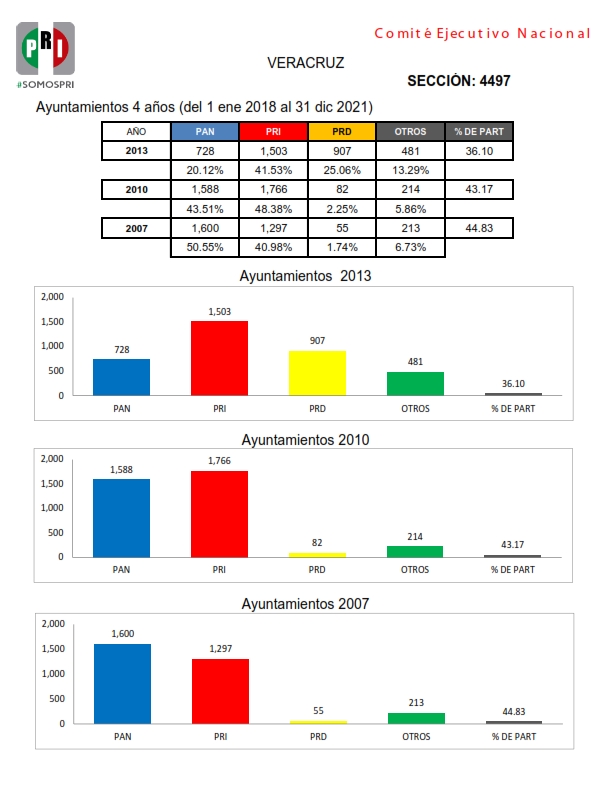 Comité Ejecutivo Nacional
PRI
#SOMOSPRI
VERACRUZ
SECCIÓN: 4497
Ayuntamientos 4 años (del 1 ene 2018 al 31 dic 2021)
AÑO PAN PRI PRD OTROS % DE PART
2013 728 1,503 907 481 36.10
20.12% 41.53% 25.06% 13.29%
2010 1,588 1,766 82 214 43.17
43.51% 48.38% 2.25% 5.86%
2007 1,600 1,297 55 213 44.83
50.55% 40.98% 1.74% 6.73%
Ayuntamientos 2013
2,000
1,500
1,000
500
0
728 1,503 907 481 36.10
PAN PRI PRD OTROS % DE PART
Ayuntamientos 2010
2,000
1,500
1,000
500
0
1,588 1,766 82 214 43.17
PAN PRI PRD OTROS % DE PART
Ayuntamientos 2007
2,000
1,500
1,000
500
0
1,600 1,297 55 213 44.83
PAN PRI PRD OTROS % DE PART